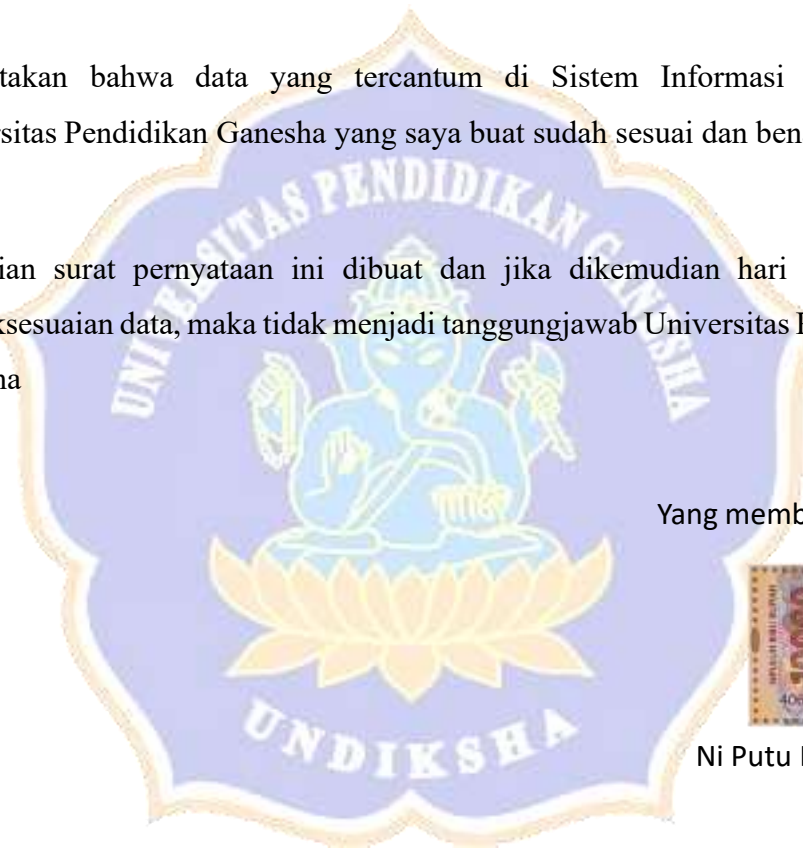 takan bahwa data yang tercantum di Sistem Informasi
rsitas Pendidikan Ganesha yang saya buat sudah sesuai dan ben
ian surat pernyataan ini dibuat dan jika dikemudian hari
ksesuaian data, maka tidak menjadi tanggungjawab Universitas
na
UNIVERSITAS PENDIDIKAN GANESHA
Yang memb
Ni Putu
UNDIKSHA